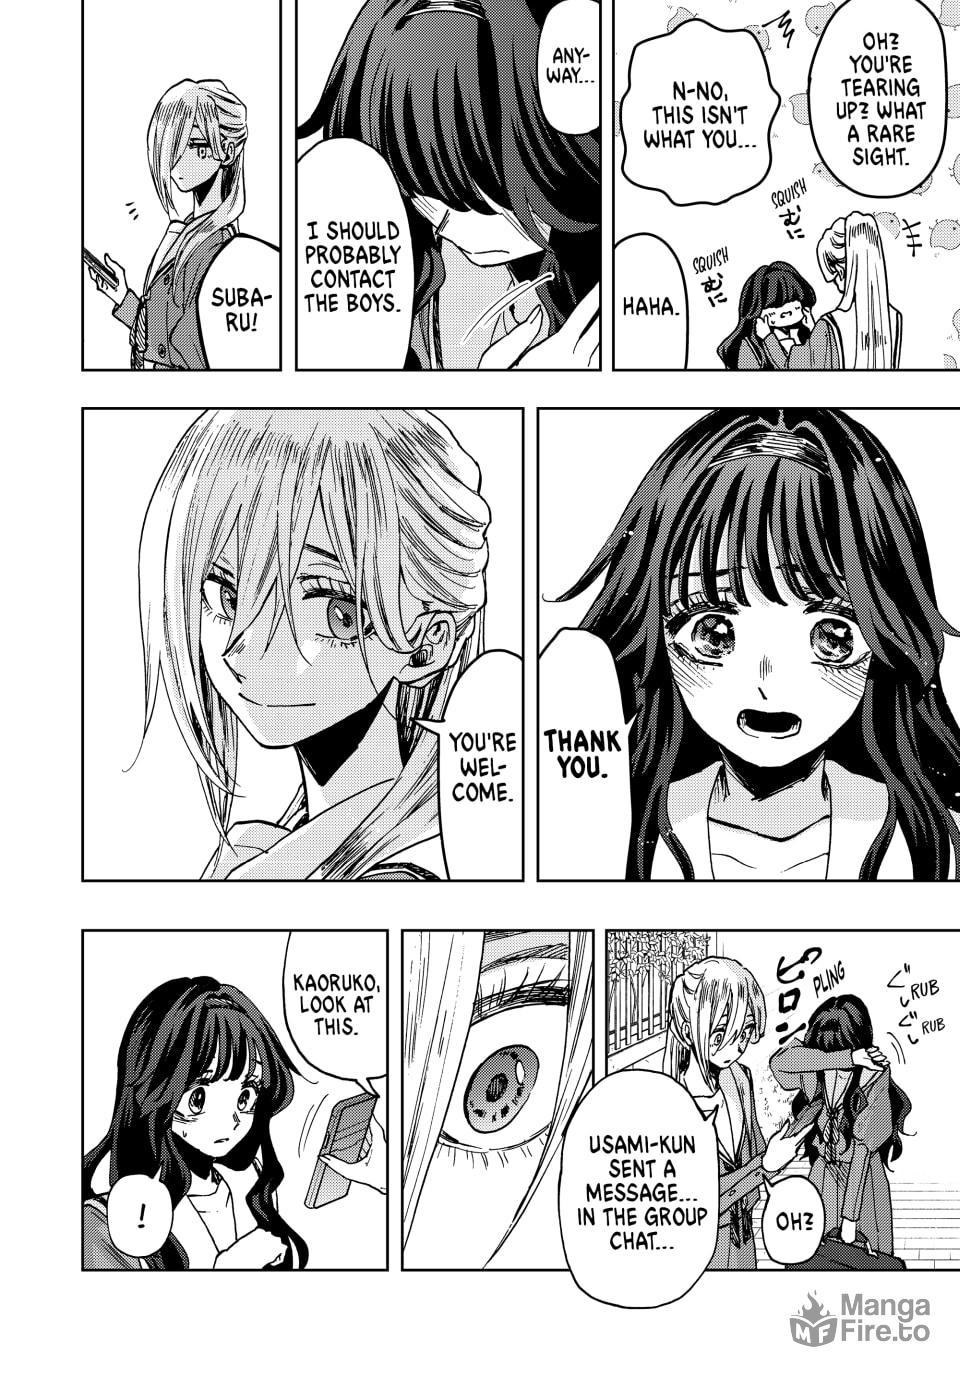 OH?
YOU'RE
TEARING
UP? WHAT
A RARE
SIGHT.
N-NO,
THIS ISN'T
WHAT YOU...
SQUISH
むに
SQUISH
むに
HAHA.
ANY-
WAY...
I SHOULD
PROBABLY
CONTACT
THE BOYS.
SUBA-
RU!
THANK
YOU.
YOU'RE
WEL-
COME.
ピロン
PLING
ぐし
RUB
ぐし
RUB
USAMI-KUN
SENT A
MESSAGE...
IN THE GROUP
CHAT...
OH?
KAORUKO,
LOOK AT
THIS.
!
MF
Manga
Fire.to